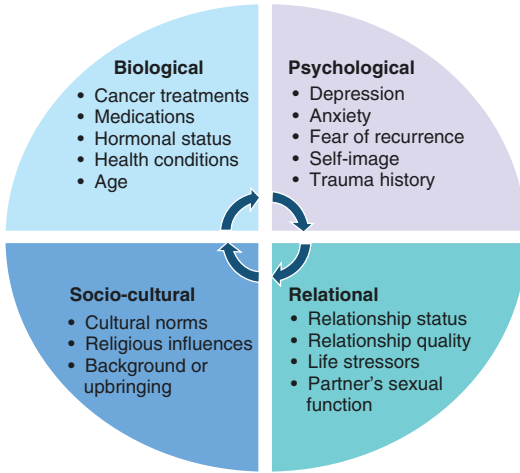 Biological
• Cancer treatments
• Medications
• Hormonal status
• Health conditions
• Age
Psychological
• Depression
• Anxiety
• Fear of recurrence
• Self-image
• Trauma history
Socio-cultural
• Cultural norms
• Religious influences
• Background or
upbringing
Relational
• Relationship status
• Relationship quality
• Life stressors
• Partner's sexual
function